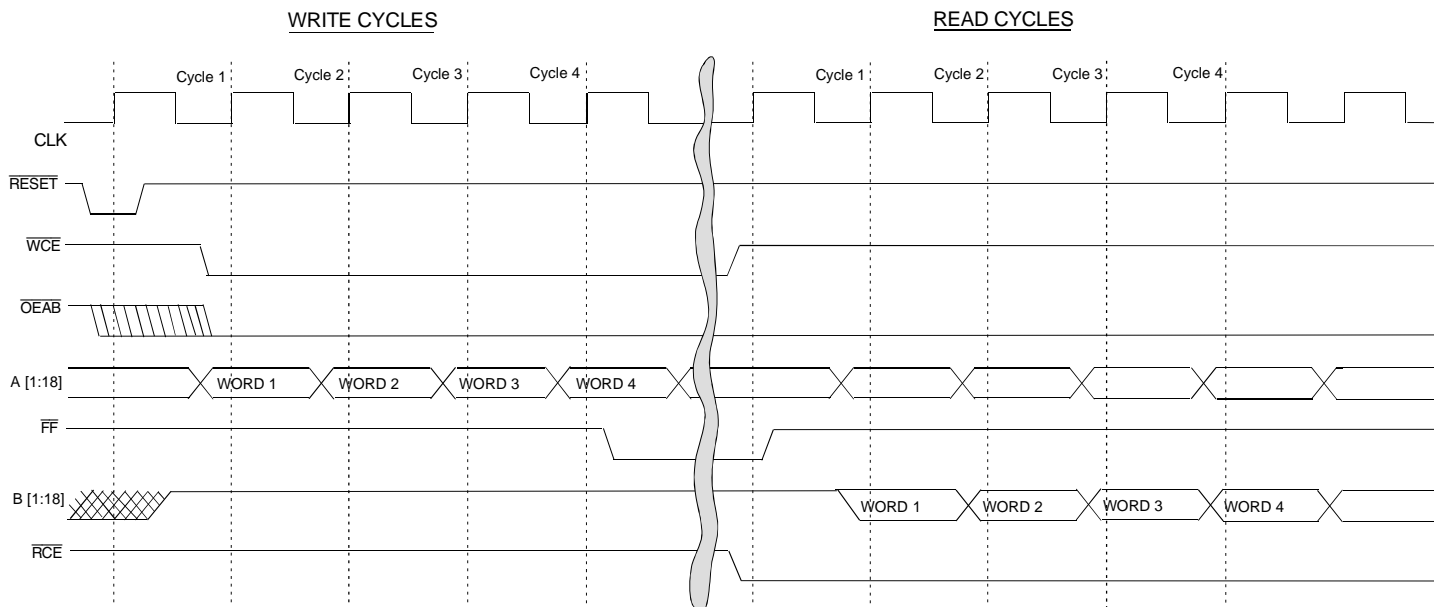 WRITE CYCLES READ CYCLES
Cycle 1 Cycle 2 Cycle 3 Cycle 4 Cycle 1 Cycle 2 Cycle 3 Cycle 4
CLK
RESET
WCE
OEAB
A [1:18] WORD 1 WORD 2 WORD 3 WORD 4
FF
B [1:18] WORD 1 WORD 2 WORD 3 WORD 4
RCE